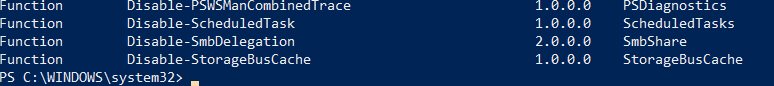 Function Disable-PSWSManCombinedTrace 1.0.0.0 PSDiagnostics
Function Disable-ScheduledTask 1.0.0.0 ScheduledTasks
Function Disable-SmbDelegation 2.0.0.0 SmbShare
Function Disable-StorageBusCache 1.0.0.0 StorageBusCache
PS C:\WINDOWS\system32>